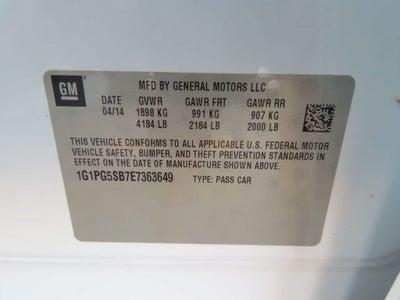 GM
MFD BY GENERAL MOTORS LLC
DATE GVWR GAWR FRT GAWR RR
04/14 1898 KG 991 KG 907 KG
4184 LB 2184 LB 2000 LB
THIS VEHICLE CONFORMS TO ALL APPLICABLE U.S. FEDERAL MOTOR
VEHICLE SAFETY, BUMPER, AND THEFT PREVENTION STANDARDS IN
EFFECT ON THE DATE OF MANUFACTURE SHOWN ABOVE.
1G1PG5SB7E7363649 TYPE: PASS CAR